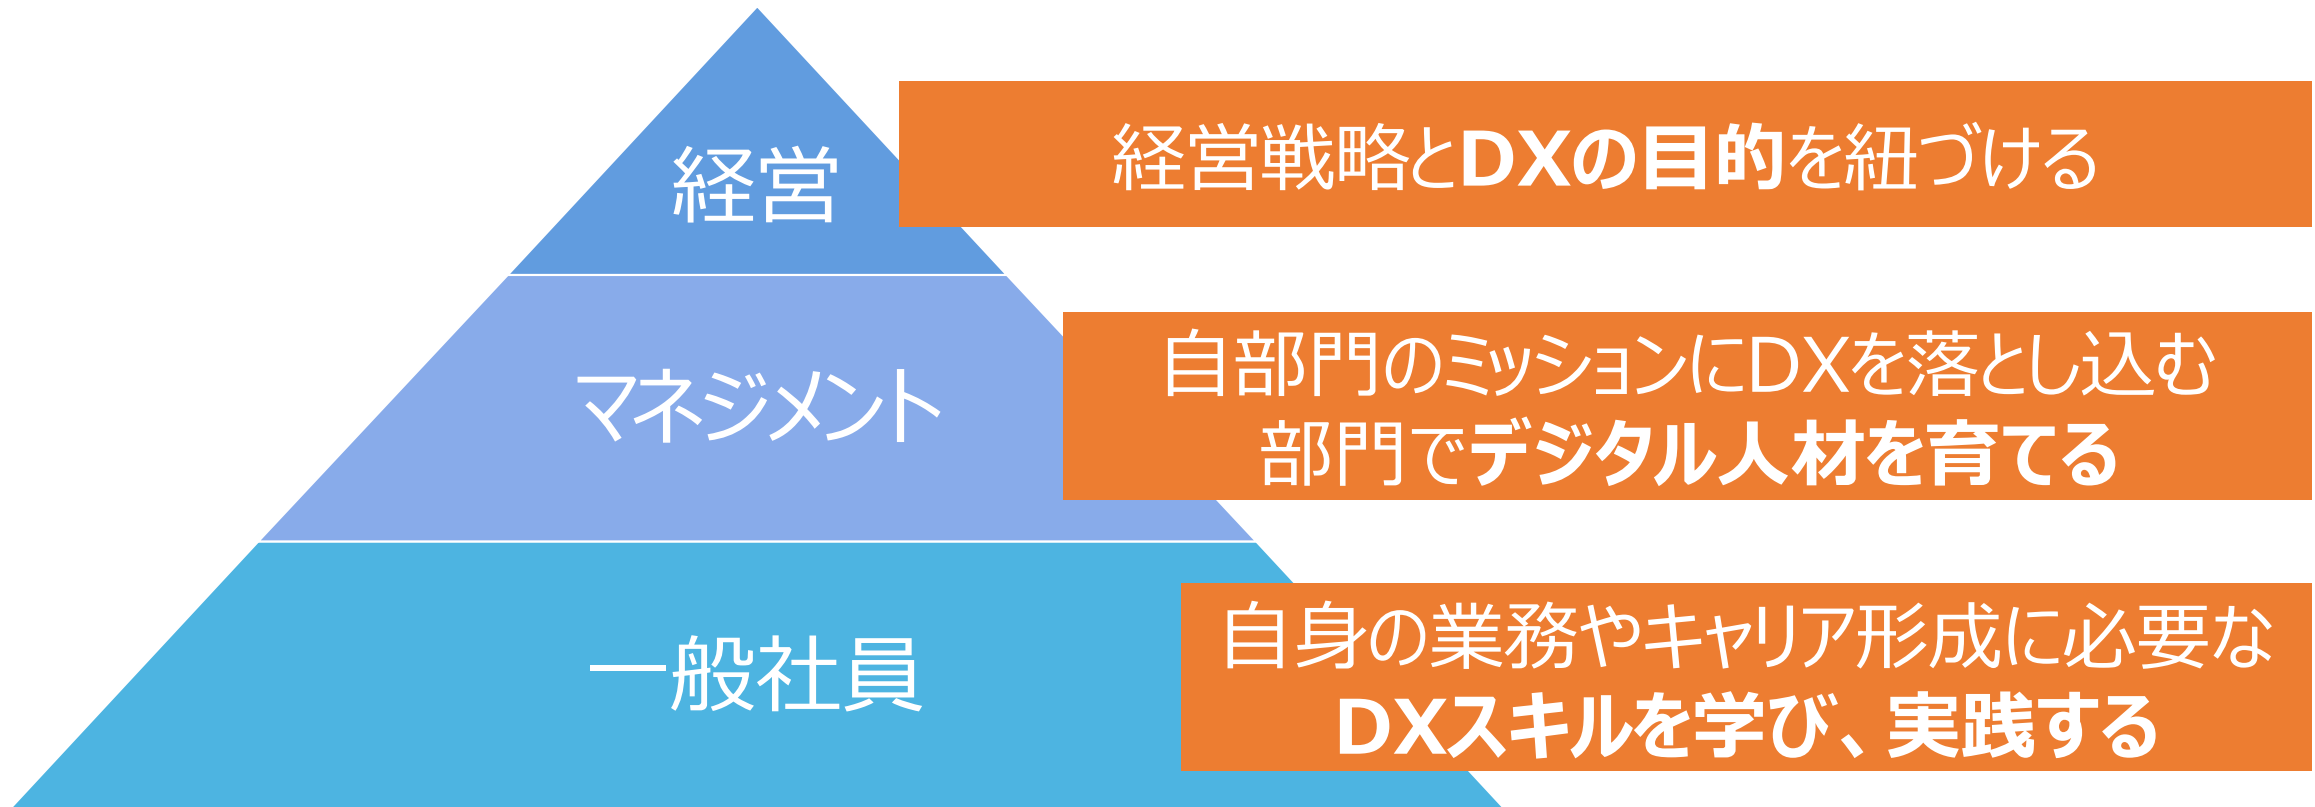 経営
経営戦略とDXの目的を紐づける
マネジメント
自部門のミッションにDXを落とし込む
部門でデジタル人材を育てる
一般社員
自身の業務やキャリア形成に必要な
DXスキルを学び、実践する